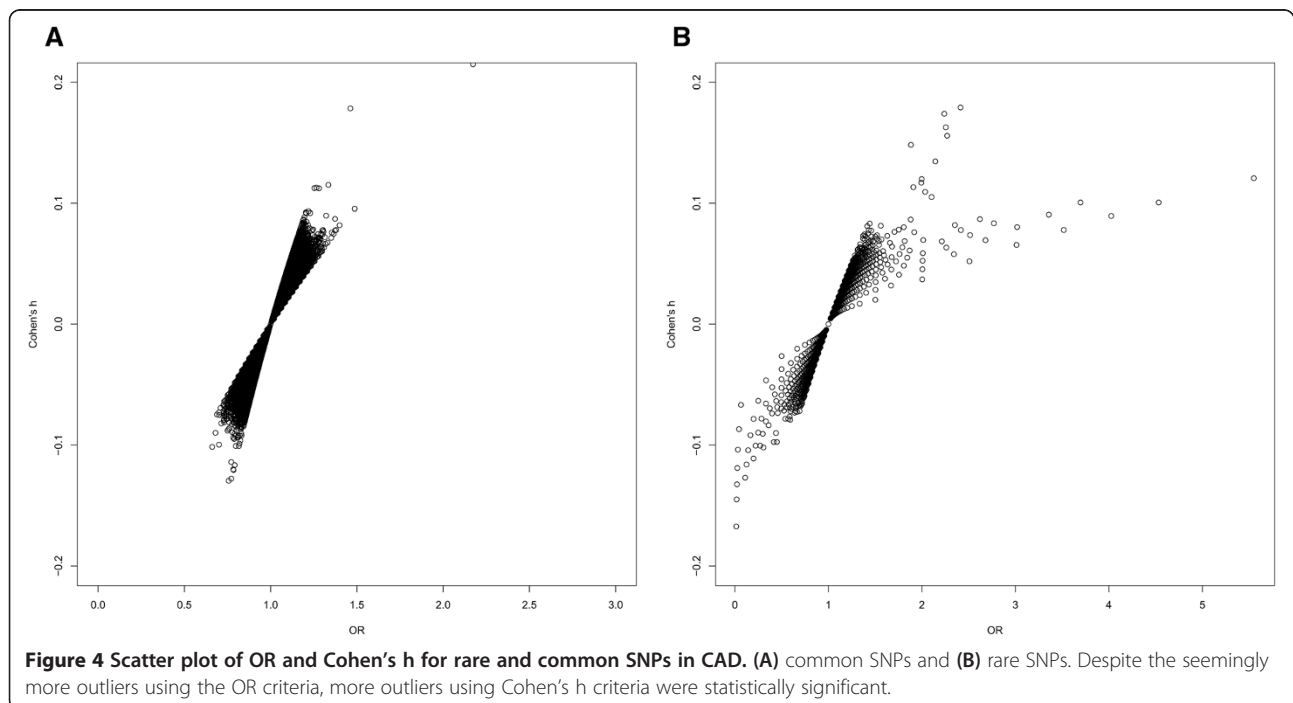 A
B
Cohen's h
0.2
0.1
0.0
−0.1
−0.2
0.0
0.5
1.0
1.5
2.0
2.5
3.0
OR
Cohen's h
0.2
0.1
0.0
−0.1
−0.2
0
1
2
3
4
5
OR
Figure 4 Scatter plot of OR and Cohen's h for rare and common SNPs in CAD. (A) common SNPs and (B) rare SNPs. Despite the seemingly
more outliers using the OR criteria, more outliers using Cohen's h criteria were statistically significant.